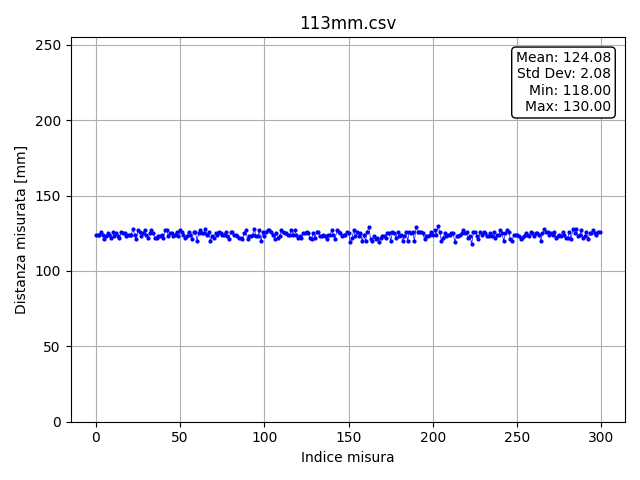 113mm.csv
Mean: 124.08
Std Dev: 2.08
Min: 118.00
Max: 130.00
Distanza misurata [mm]
250
200
150
100
50
0
0 50 100 150 200 250 300
Indice misura